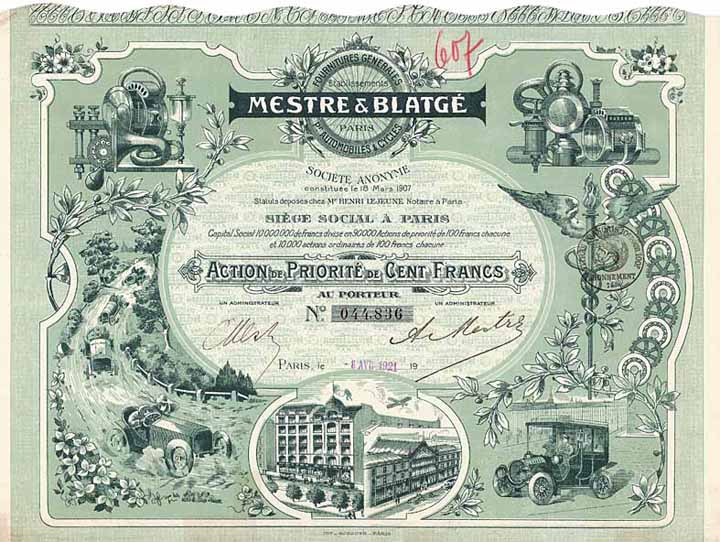 607
FOURNITURES GÉNÉRALES
Établissements
MESTRE & BLATGÉ
PARIS
AUTOMOBILES & CYCLES
SOCIÉTÉ ANONYME
constituée le 18 Mars 1907
Statuts déposés chez Me HENRI LEJEUNE Notaire à Paris
SIÈGE SOCIAL À PARIS
Capital Social 10.000.000 de Francs divisé en 90.000 Actions de priorité de 100 Francs chacune
et 10.000 actions ordinaires de 100 Francs chacune
ACTION DE PRIORITÉ DE CENT FRANCS
AU PORTEUR
UN ADMINISTRATEUR
UN ADMINISTRATEUR
No 044,836
A. Mestre
PARIS, le 6 AVR 1921 19